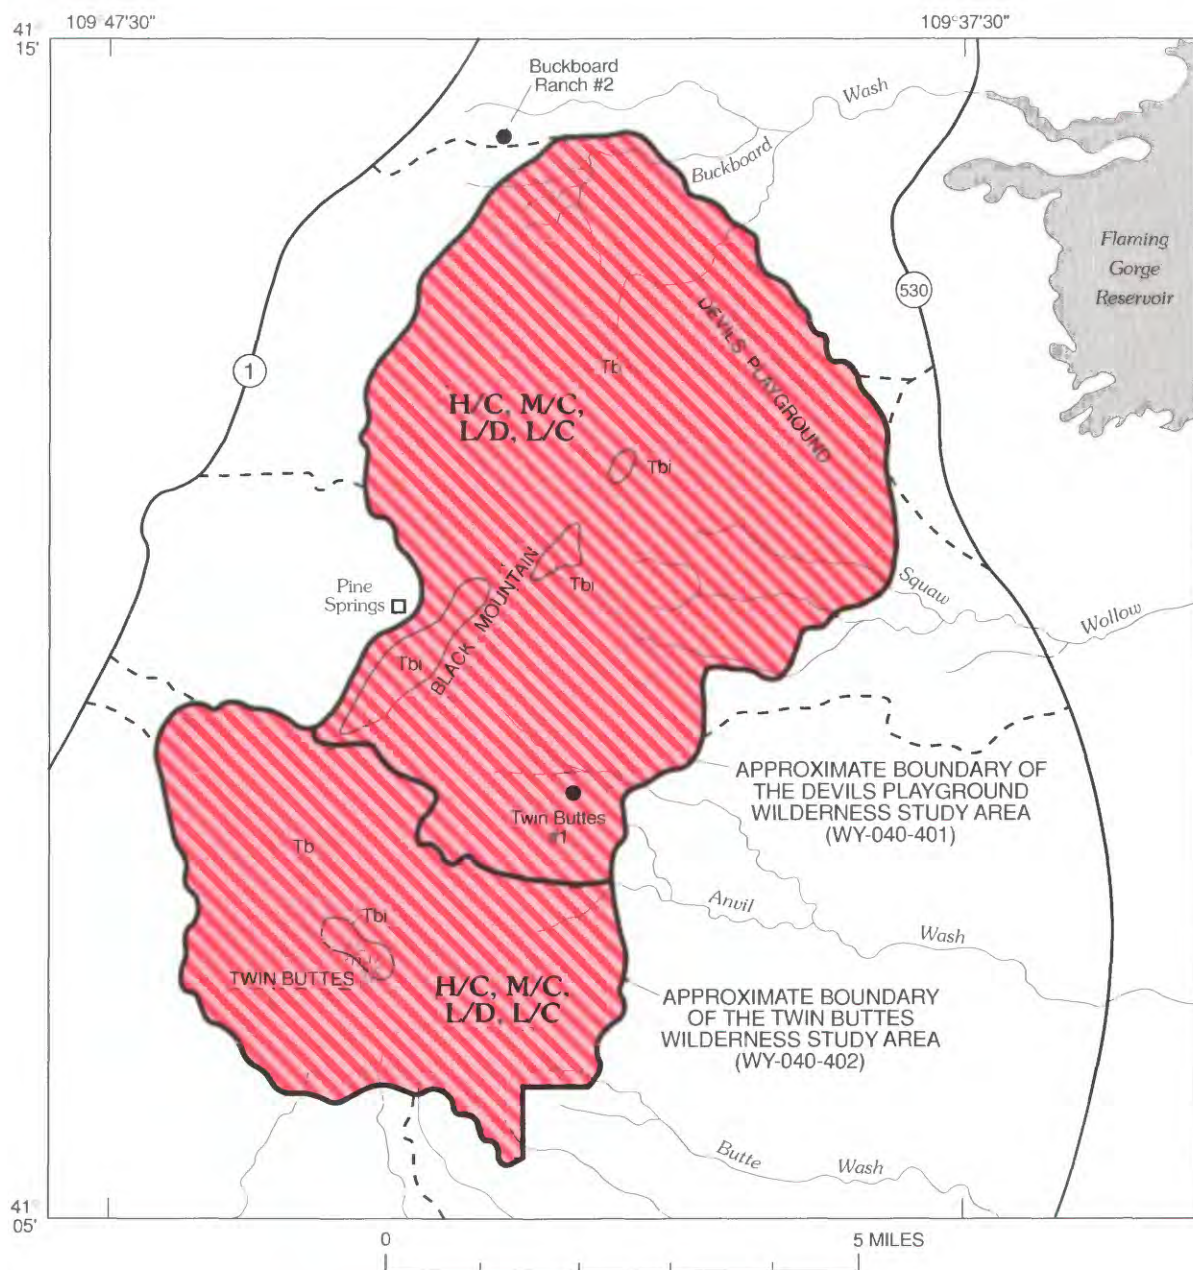 109°47'30"
109°37'30"
41°
15'
Buckboard
Ranch #2
Wash
Buckboard
Flaming
Gorge
Reservoir
530
DEVILS PLAYGROUND
1
Tb
H/C, M/C,
L/D, L/C
Tbi
Tbi
Pine
Springs
BLACK MOUNTAIN
Tbi
Squaw
Wollow
APPROXIMATE BOUNDARY OF
THE DEVILS PLAYGROUND
WILDERNESS STUDY AREA
(WY-040-401)
Twin Buttes
#1
Tb
Anvil
Wash
Tbi
TWIN BUTTES
H/C, M/C,
L/D, L/C
APPROXIMATE BOUNDARY
OF THE TWIN BUTTES
WILDERNESS STUDY AREA
(WY-040-402)
Butte
Wash
41°
05'
0
5 MILES